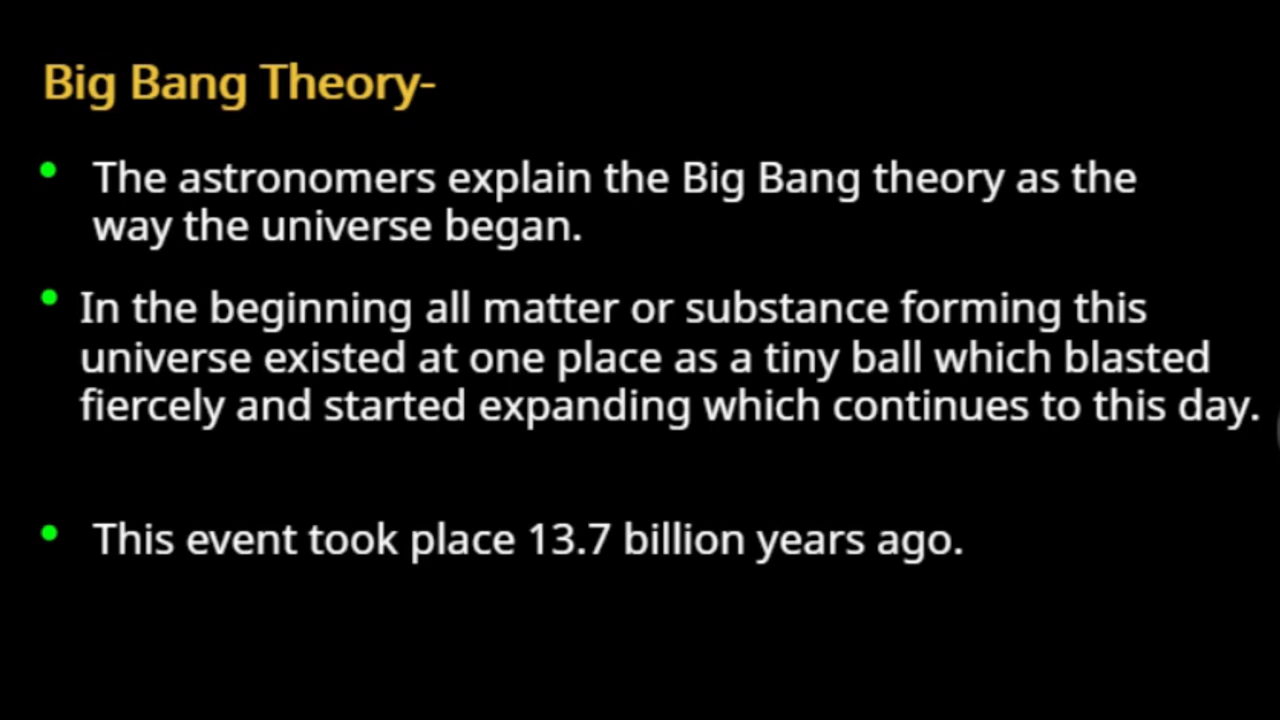 Big Bang Theory-
• The astronomers explain the Big Bang theory as the
way the universe began.
• In the beginning all matter or substance forming this
universe existed at one place as a tiny ball which blasted
fiercely and started expanding which continues to this day.
• This event took place 13.7 billion years ago.